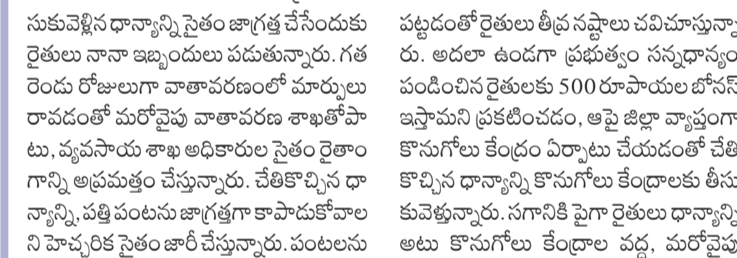 సుకువెళ్లిన ధాన్యాన్ని సైతం జాగ్రత్త చేసేందుకు
రైతులు నానా ఇబ్బందులు పడుతున్నారు. గత
రెండు రోజులుగా వాతావరణంలో మార్పులు
రావడంతో మరోవైపు వాతావరణ శాఖతోపా
టు, వ్యవసాయ శాఖ అధికారుల సైతం రైతాం
గాన్ని అప్రమత్తం చేస్తున్నారు. చేతికొచ్చిన ధా
న్యాన్ని, పత్తి పంటను జాగ్రత్తగా కాపాడుకోవాల
ని హెచ్చరిక సైతం జారీ చేస్తున్నారు. పంటలను
పట్టడంతో రైతులు తీవ్ర నష్టాలు చవిచూస్తున్నా
రు. అదలా ఉండగా ప్రభుత్వం సన్నధాన్యం
పండించిన రైతులకు 500 రూపాయల బోనస్
ఇస్తామని ప్రకటించడం, ఆపై జిల్లా వ్యాప్తంగా
కొనుగోలు కేంద్రం ఏర్పాటు చేయడంతో చేతి
కొచ్చిన ధాన్యాన్ని కొనుగోలు కేంద్రాలకు తీసు
కువెళ్తున్నారు. సగానికి పైగా రైతులు ధాన్యాన్ని
అటు కొనుగోలు కేంద్రాల వద్ద, మరోవైపు